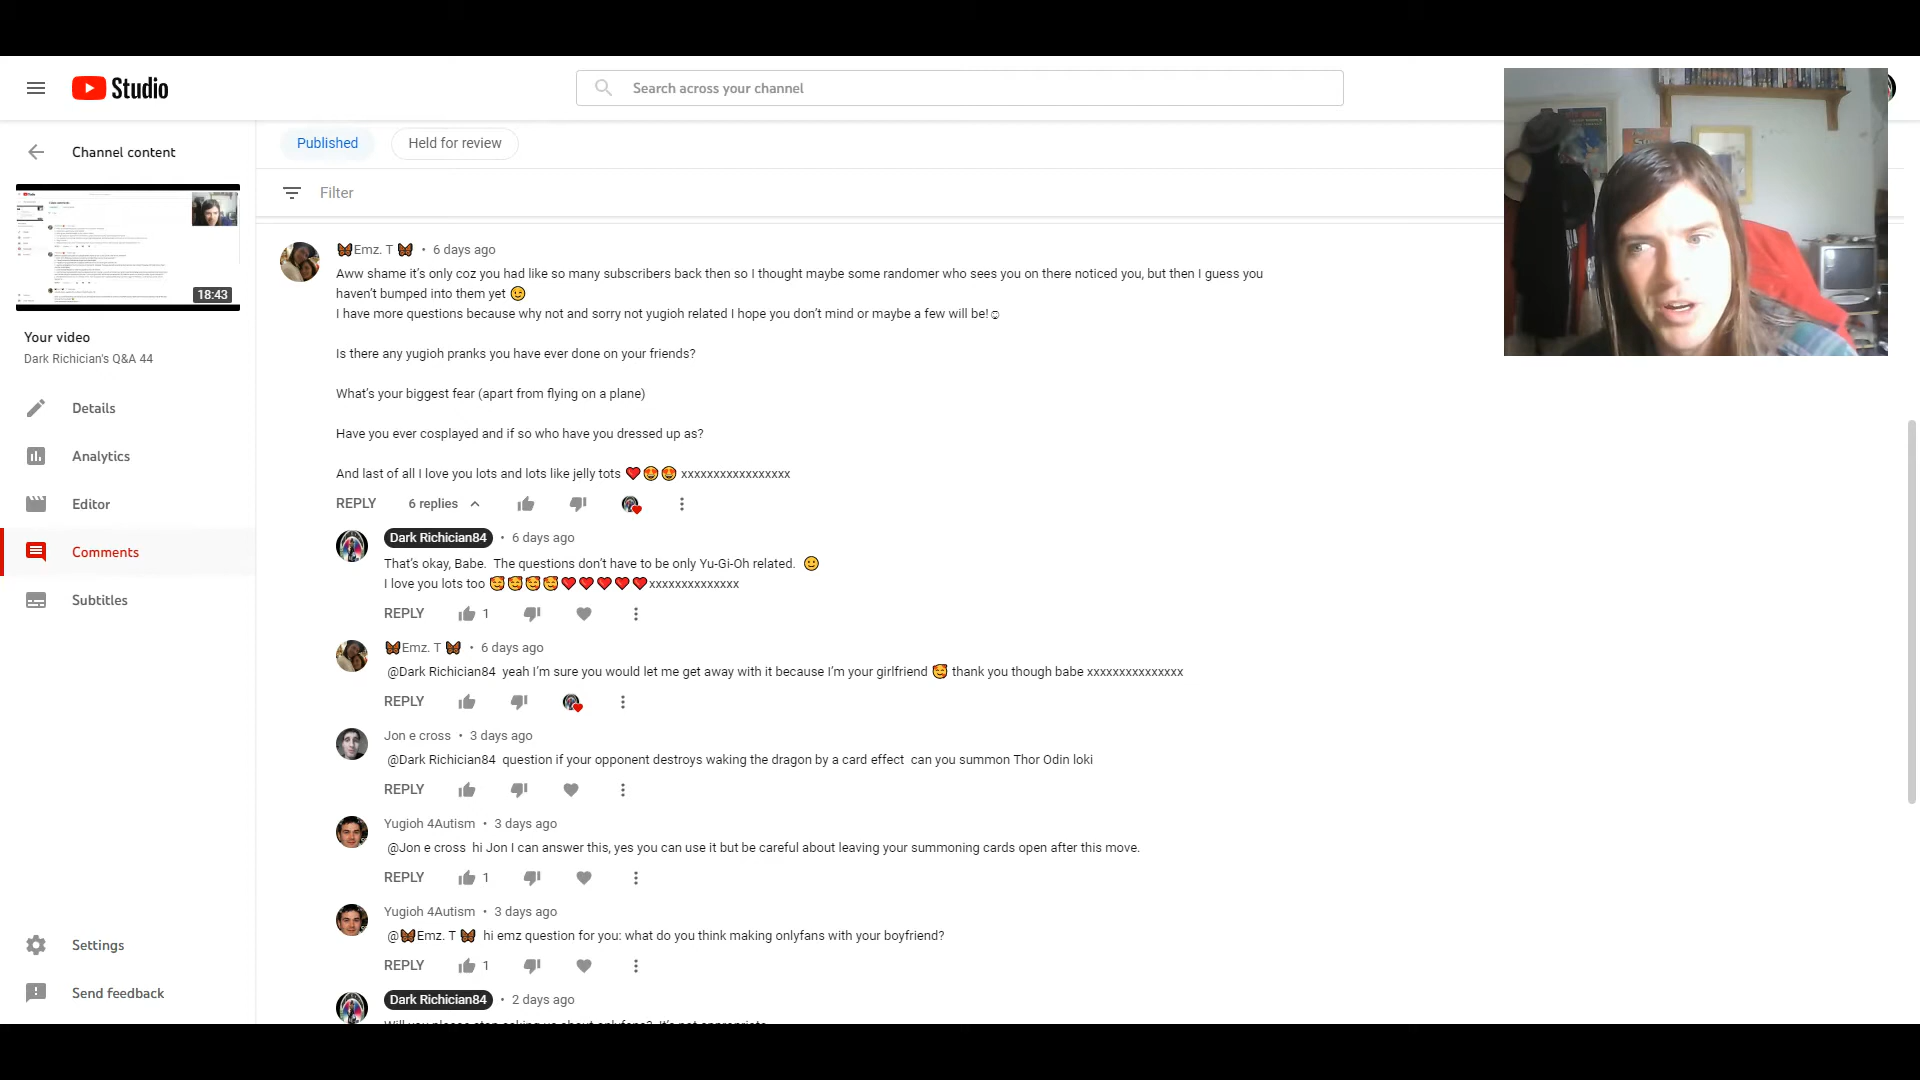 Studio
Search across your channel
Channel content
18:43
Your video
Dark Richician's Q&A 44
Details
Analytics
Editor
Comments
Subtitles
Settings
Send feedback
Published
Held for review
Filter
Emz. T • 6 days ago
Aww shame it's only coz you had like so many subscribers back then so I thought maybe some randomer who sees you on there noticed you, but then I guess you
haven't bumped into them yet 😉
I have more questions because why not and sorry not yugioh related I hope you don't mind or maybe a few will be!☺
Is there any yugioh pranks you have ever done on your friends?
What's your biggest fear (apart from flying on a plane)
Have you ever cosplayed and if so who have you dressed up as?
And last of all I love you lots and lots like jelly tots ❤️😍😍 xxxxxxxxxxxxxxxxx
REPLY 6 replies
Dark Richician84 • 6 days ago
That's okay, Babe.  The questions don't have to be only Yu-Gi-Oh related. 🙂
I love you lots too 🥰🥰🥰🥰❤️❤️❤️❤️❤️xxxxxxxxxxxxxx
REPLY 1
🦋Emz. T 🦋 • 6 days ago
@Dark Richician84  yeah I'm sure you would let me get away with it because I'm your girlfriend 🥰 thank you though babe xxxxxxxxxxxxxxx
REPLY
Jon e cross • 3 days ago
@Dark Richician84  question if your opponent destroys waking the dragon by a card effect  can you summon Thor Odin loki
REPLY
Yugioh 4Autism • 3 days ago
@Jon e cross  hi Jon I can answer this, yes you can use it but be careful about leaving your summoning cards open after this move.
REPLY 1
Yugioh 4Autism • 3 days ago
@🦋Emz. T 🦋  hi emz question for you: what do you think making onlyfans with your boyfriend?
REPLY 1
Dark Richician84 • 2 days ago
Will you please stop asking us about onlyfans?  It's not appropriate